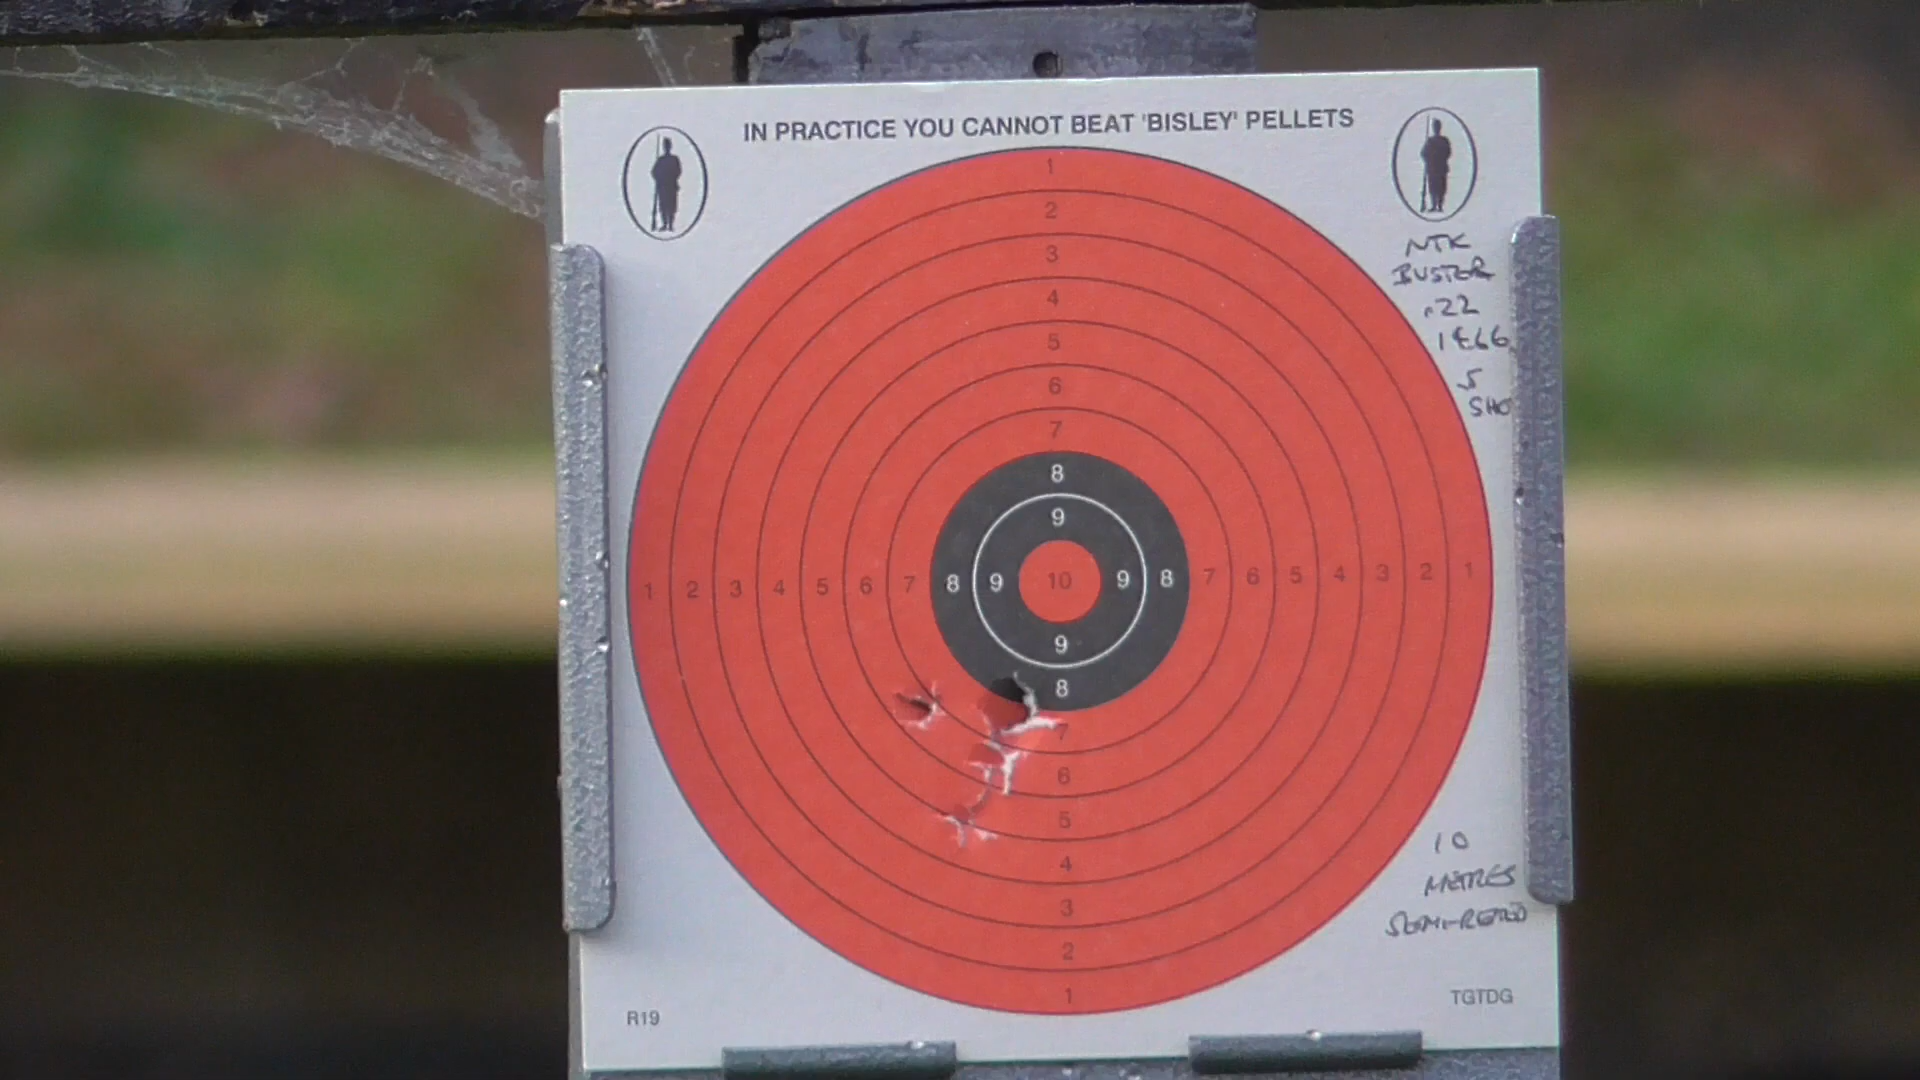 IN PRACTICE YOU CANNOT BEAT 'BISLEY' PELLETS
1
2
3
4
5
6
7
8
9
1 2 3 4 5 6 7 8 9 10 9 8 7 6 5 4 3 2 1
9
8
7
6
5
4
3
2
1
NTK
BUSTER
.22
5
SHO
10
METRES
R19
TGTDG